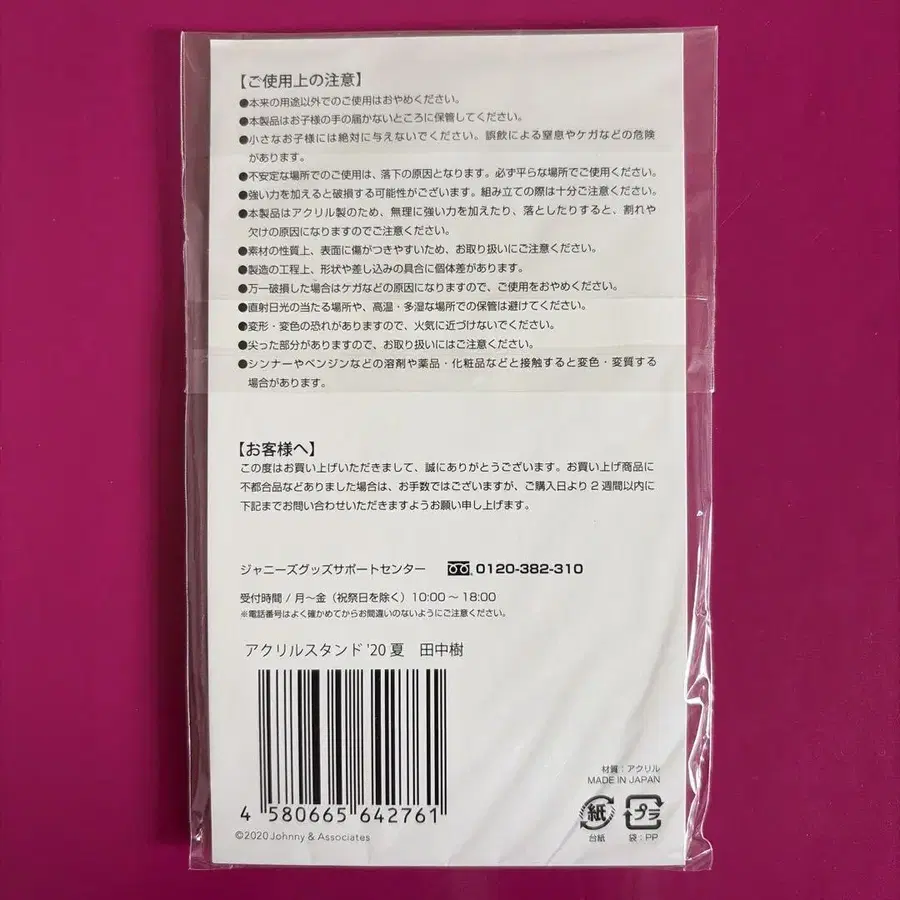 【ご使用上の注意】
●本来の用途以外でのご使用はおやめください。
●本製品はお子様の手の届かないところに保管してください。
●小さなお子様には絶対に与えないでください。誤飲による窒息やケガなどの危険
があります。
●不安定な場所でのご使用は、落下の原因となります。必ず平らな場所でご使用ください。
●強い力を加えると破損する可能性がございます。組み立ての際は十分ご注意ください。
●本製品はアクリル製のため、無理に強い力を加えたり、落としたりすると、割れや
欠けの原因になりますのでご注意ください。
●素材の性質上、表面に傷がつきやすいため、お取り扱いにご注意ください。
●製造の工程上、形状や差し込みの具合に個体差があります。
●万一破損した場合はケガなどの原因になりますので、ご使用をおやめください。
●直射日光の当たる場所や、高温・多湿な場所での保管は避けてください。
●変形・変色の恐れがありますので、火気に近づけないでください。
●尖った部分がありますので、お取り扱いにはご注意ください。
●シンナーやベンジンなどの溶剤や薬品・化粧品などと接触すると変色・変質する
場合があります。
【お客様へ】
この度はお買い上げいただきまして、誠にありがとうございます。お買い上げ商品に
不都合品などありました場合は、お手数ではございますが、ご購入日より2週間以内に
下記までお問い合わせいただきますようお願い申し上げます。
ジャニーズグッズサポートセンター 0120-382-310
受付時間 / 月～金（祝祭日を除く）10:00～18:00
※電話番号はよく確かめてからお間違いのないようにご注意ください。
アクリルスタンド '20 夏 田中樹
4 580665 642761
©2020 Johnny & Associates
材質：アクリル
MADE IN JAPAN
紙 プラ
台紙 袋：PP